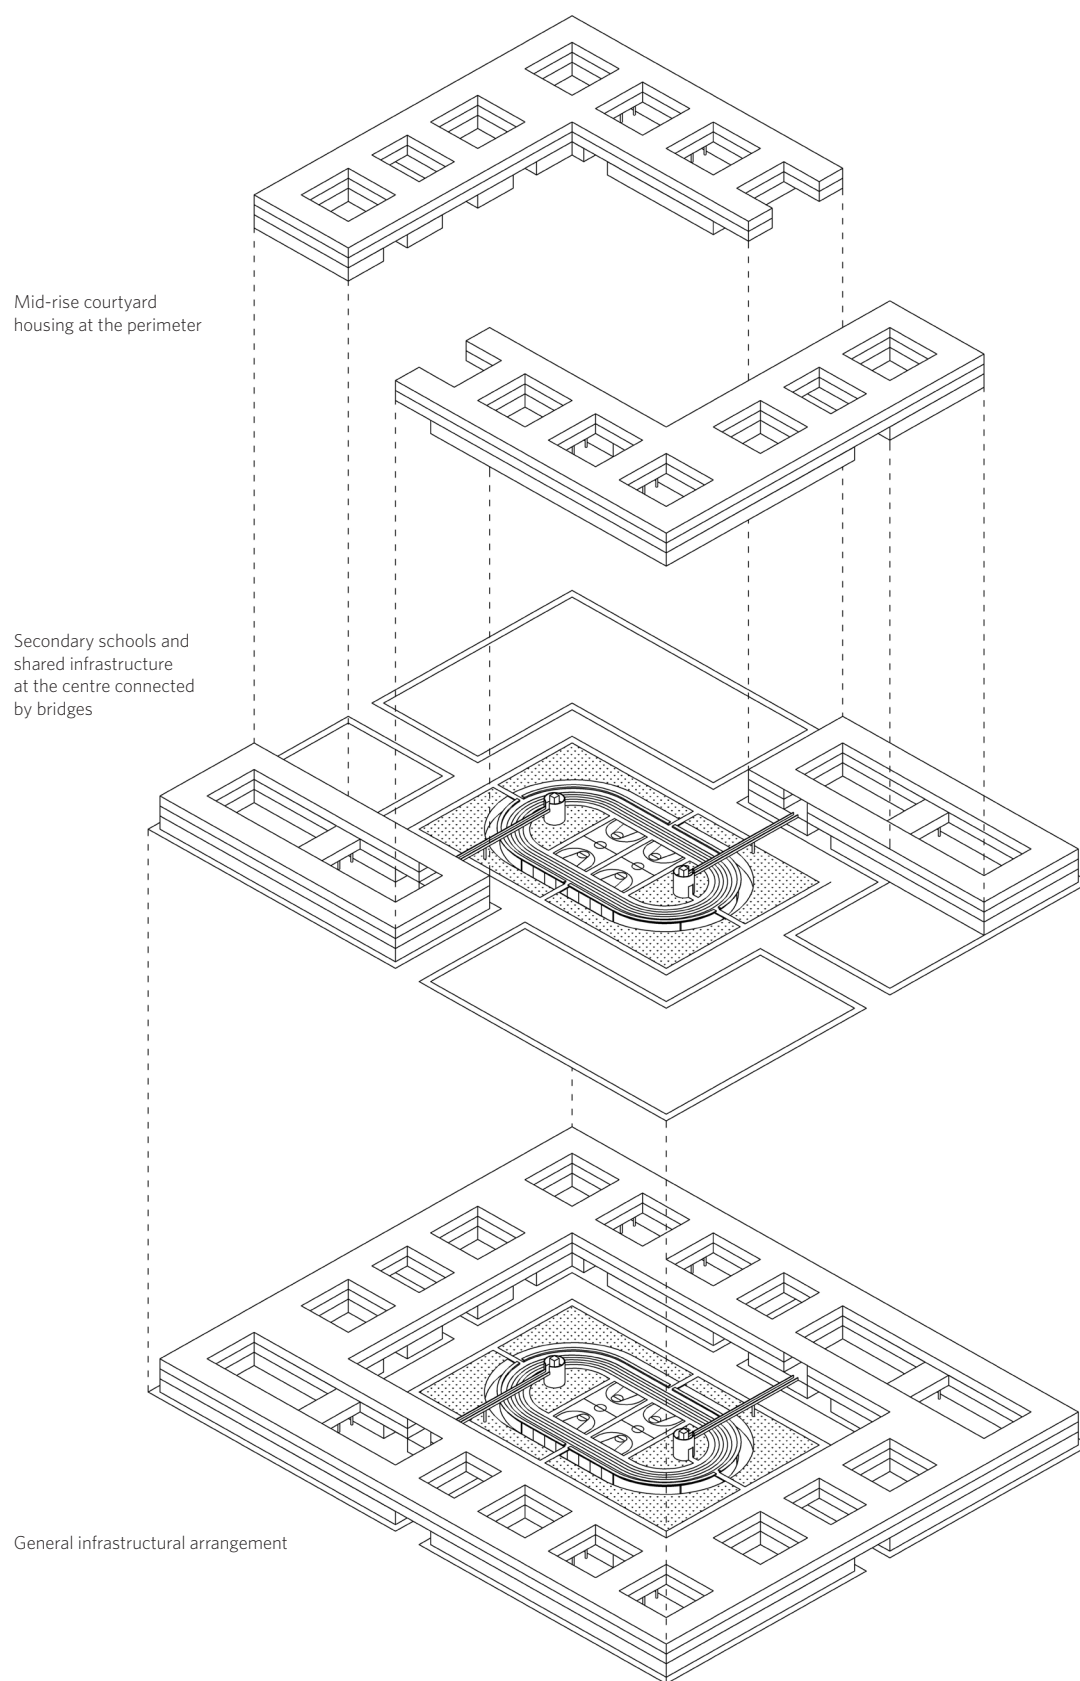 Mid-rise courtyard
housing at the perimeter
Secondary schools and
shared infrastructure
at the centre connected
by bridges
General infrastructural arrangement